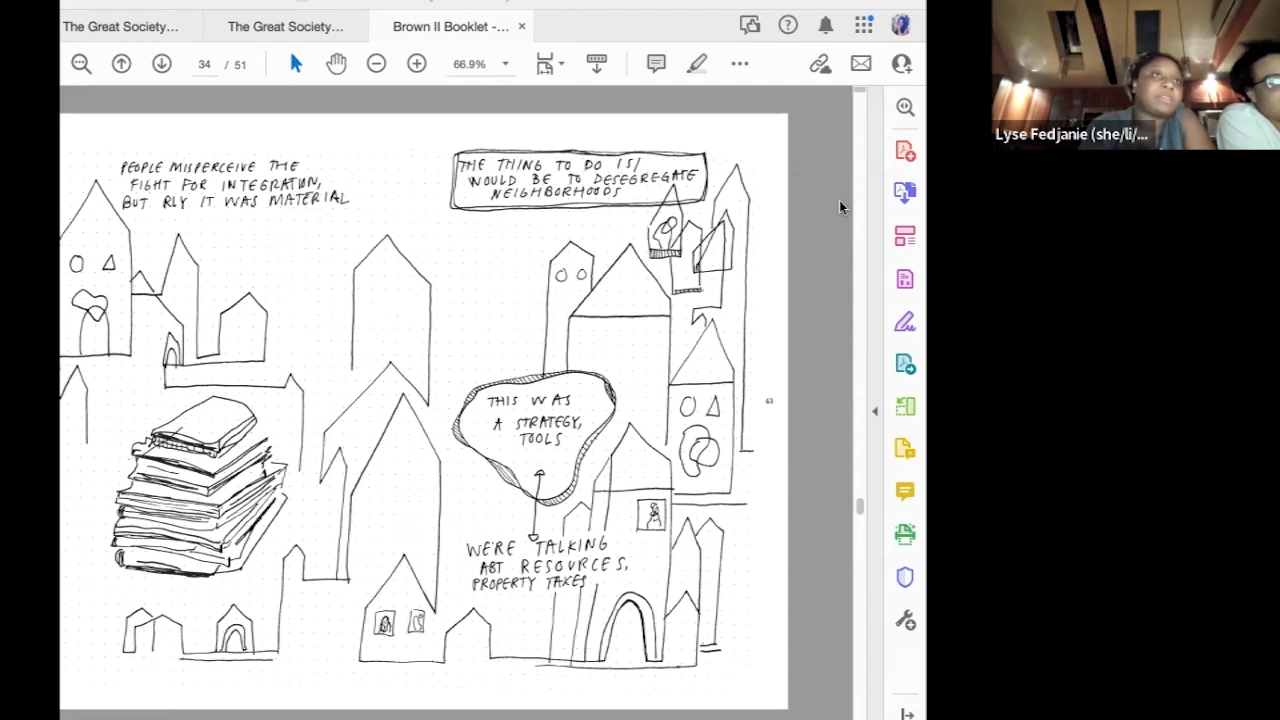 The Great Society...
The Great Society...
Brown II Booklet -...
34 / 51
66.9%
Lyse Fedjanie (she/li/...
PEOPLE MISPERCEIVE THE
FIGHT FOR INTEGRATION,
BUT RLY IT WAS MATERIAL
THE THING TO DO IS/
WOULD BE TO DESEGREGATE
NEIGHBORHOODS
THIS WAS
A STRATEGY,
TOOLS
63
WE'RE TALKING
ABT RESOURCES,
PROPERTY TAXES